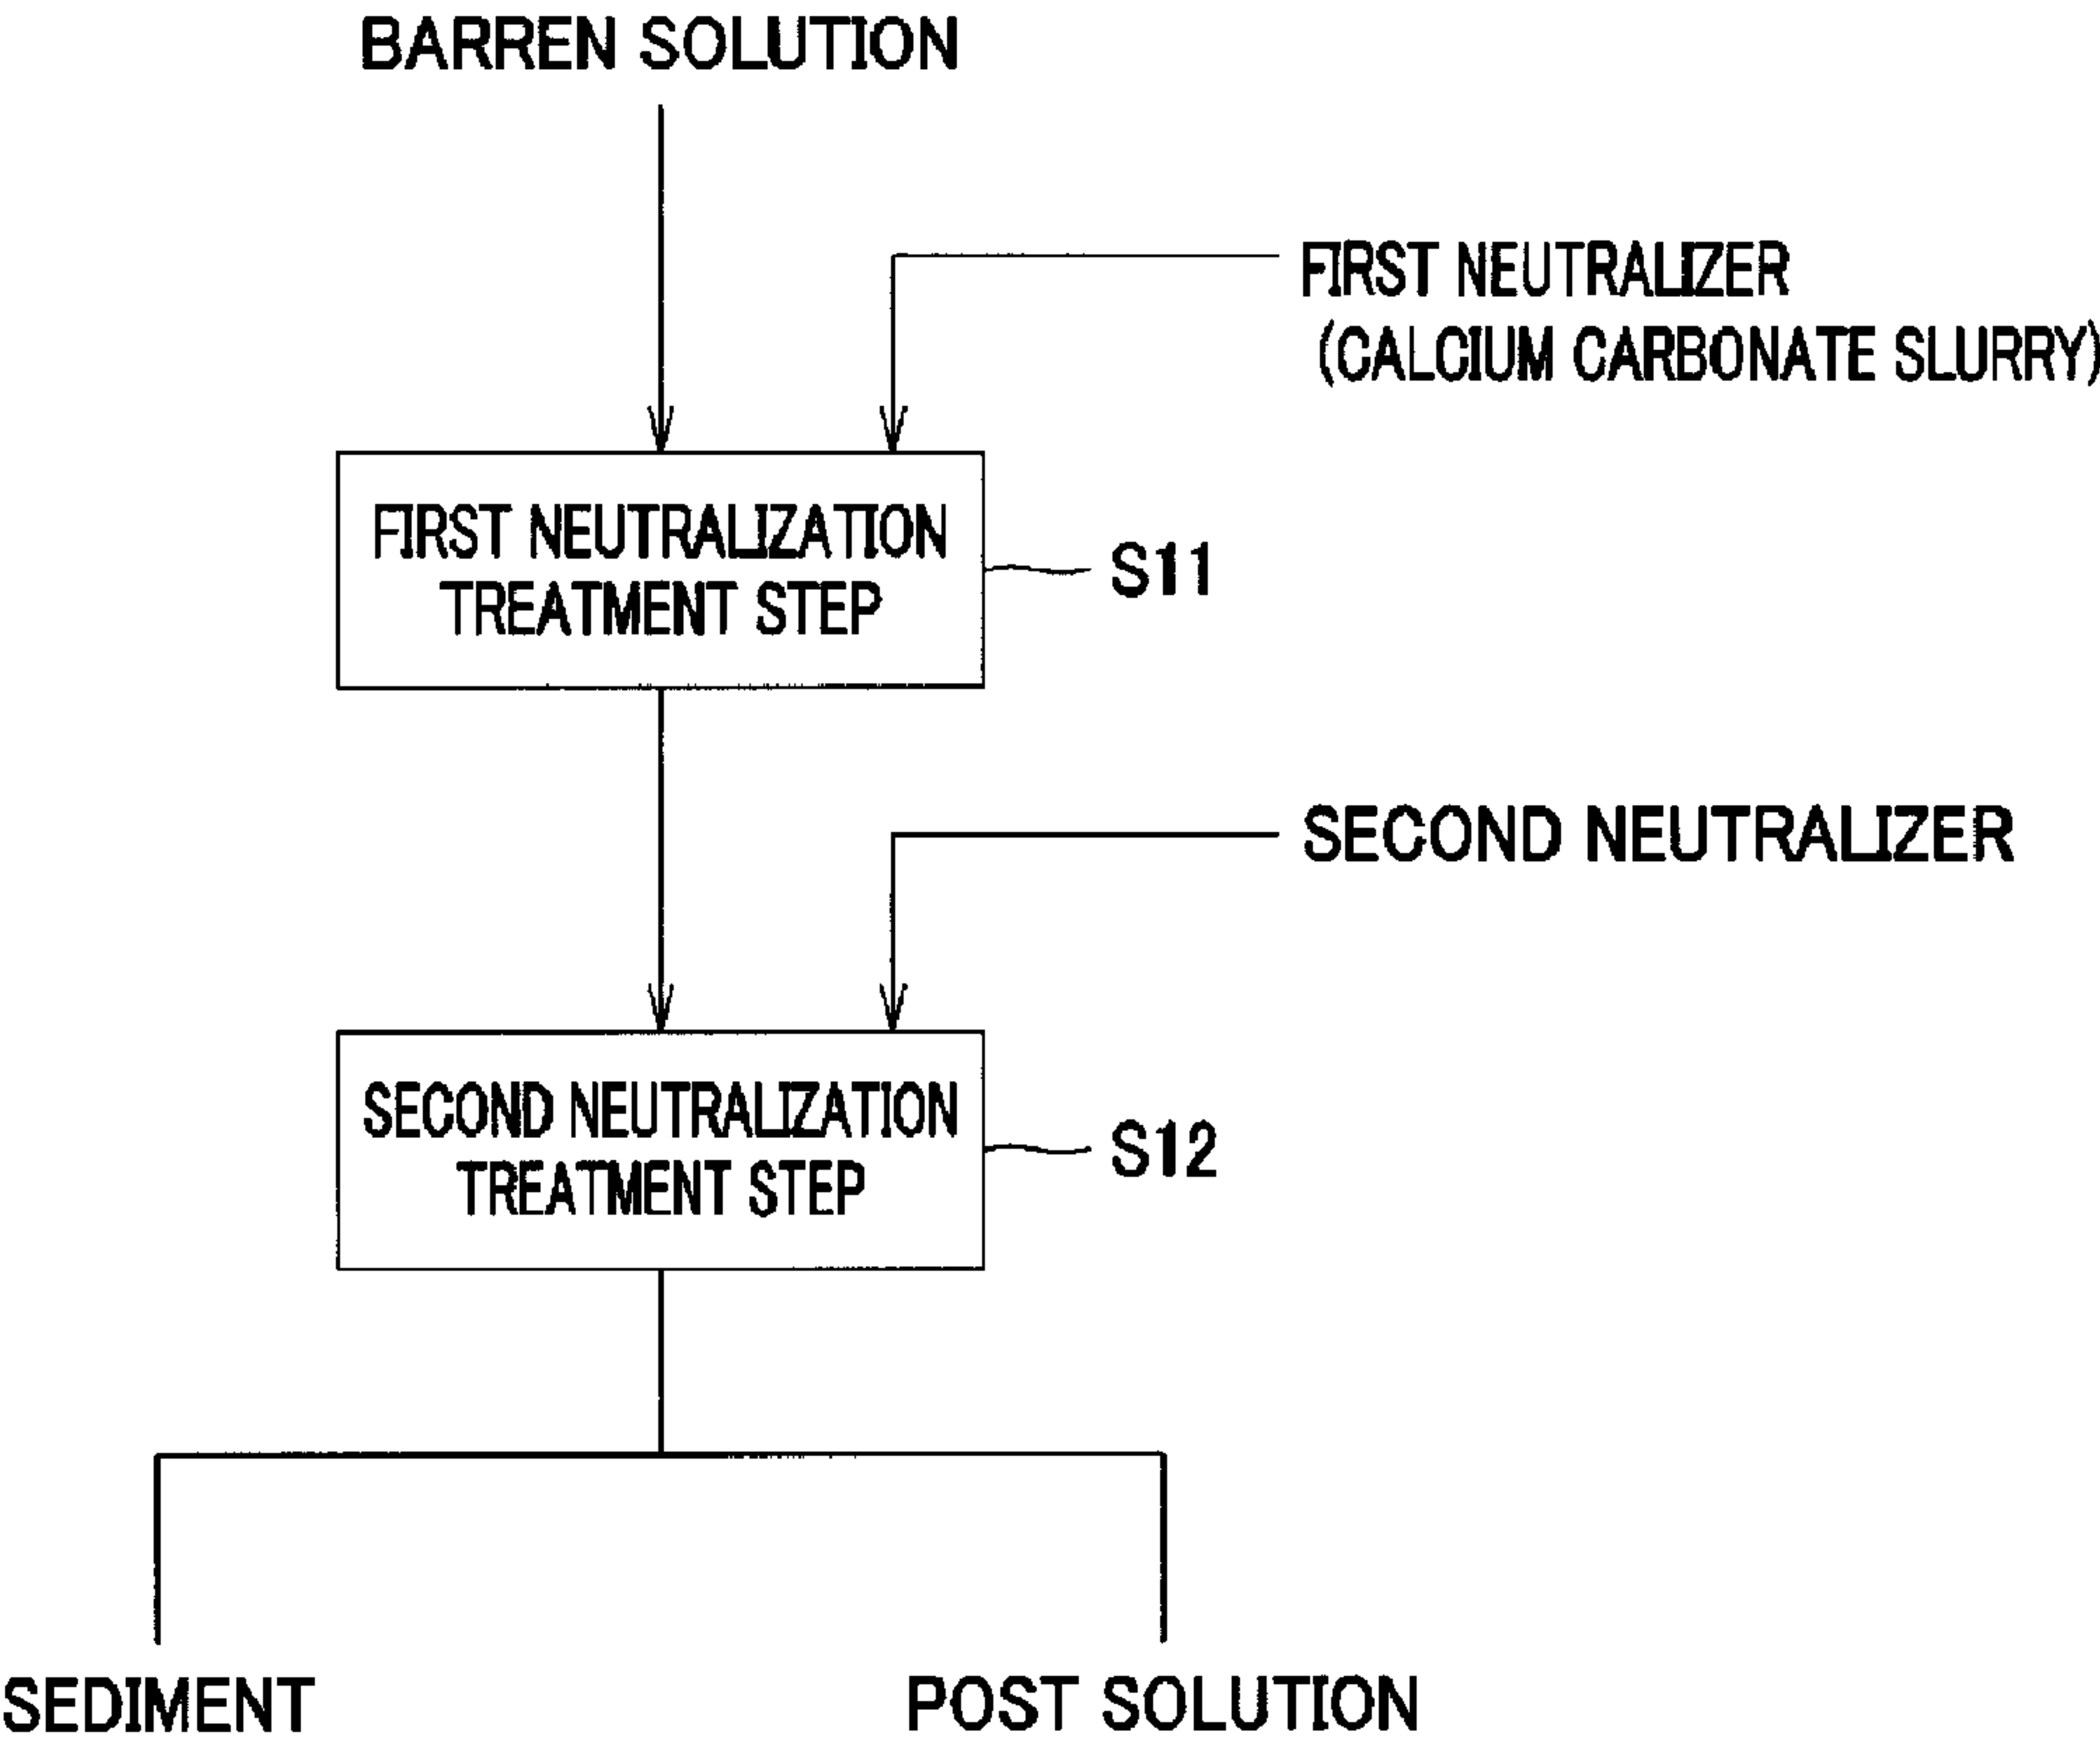 BARREN SOLUTION
FIRST NEUTRALIZER
(CALCIUM CARBONATE SLURRY)
FIRST NEUTRALIZATION
TREATMENT STEP
S11
SECOND NEUTRALIZER
SECOND NEUTRALIZATION
TREATMENT STEP
S12
SEDIMENT
POST SOLUTION